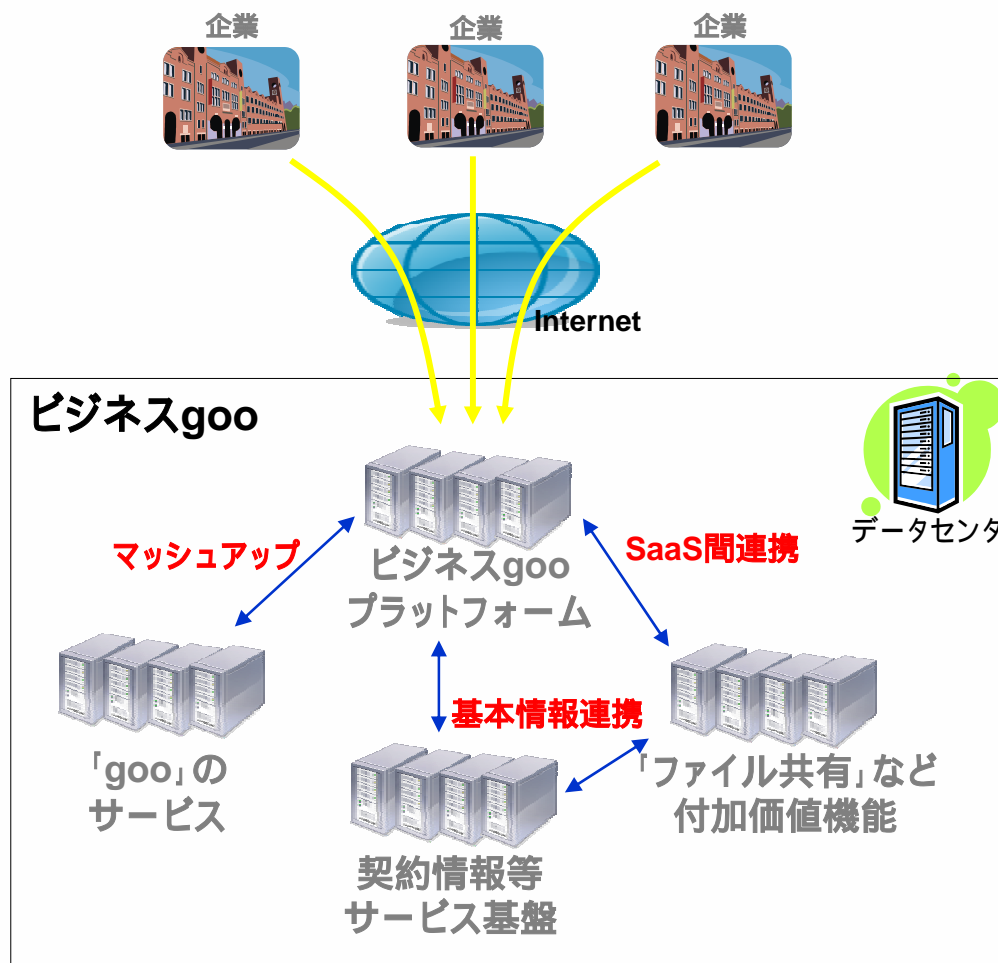 企業
企業
企業
Internet
ビジネスgoo
データセンタ
マッシュアップ
SaaS間連携
ビジネスgoo
プラットフォーム
基本情報連携
「goo」の
サービス
「ファイル共有」など
付加価値機能
契約情報等
サービス基盤